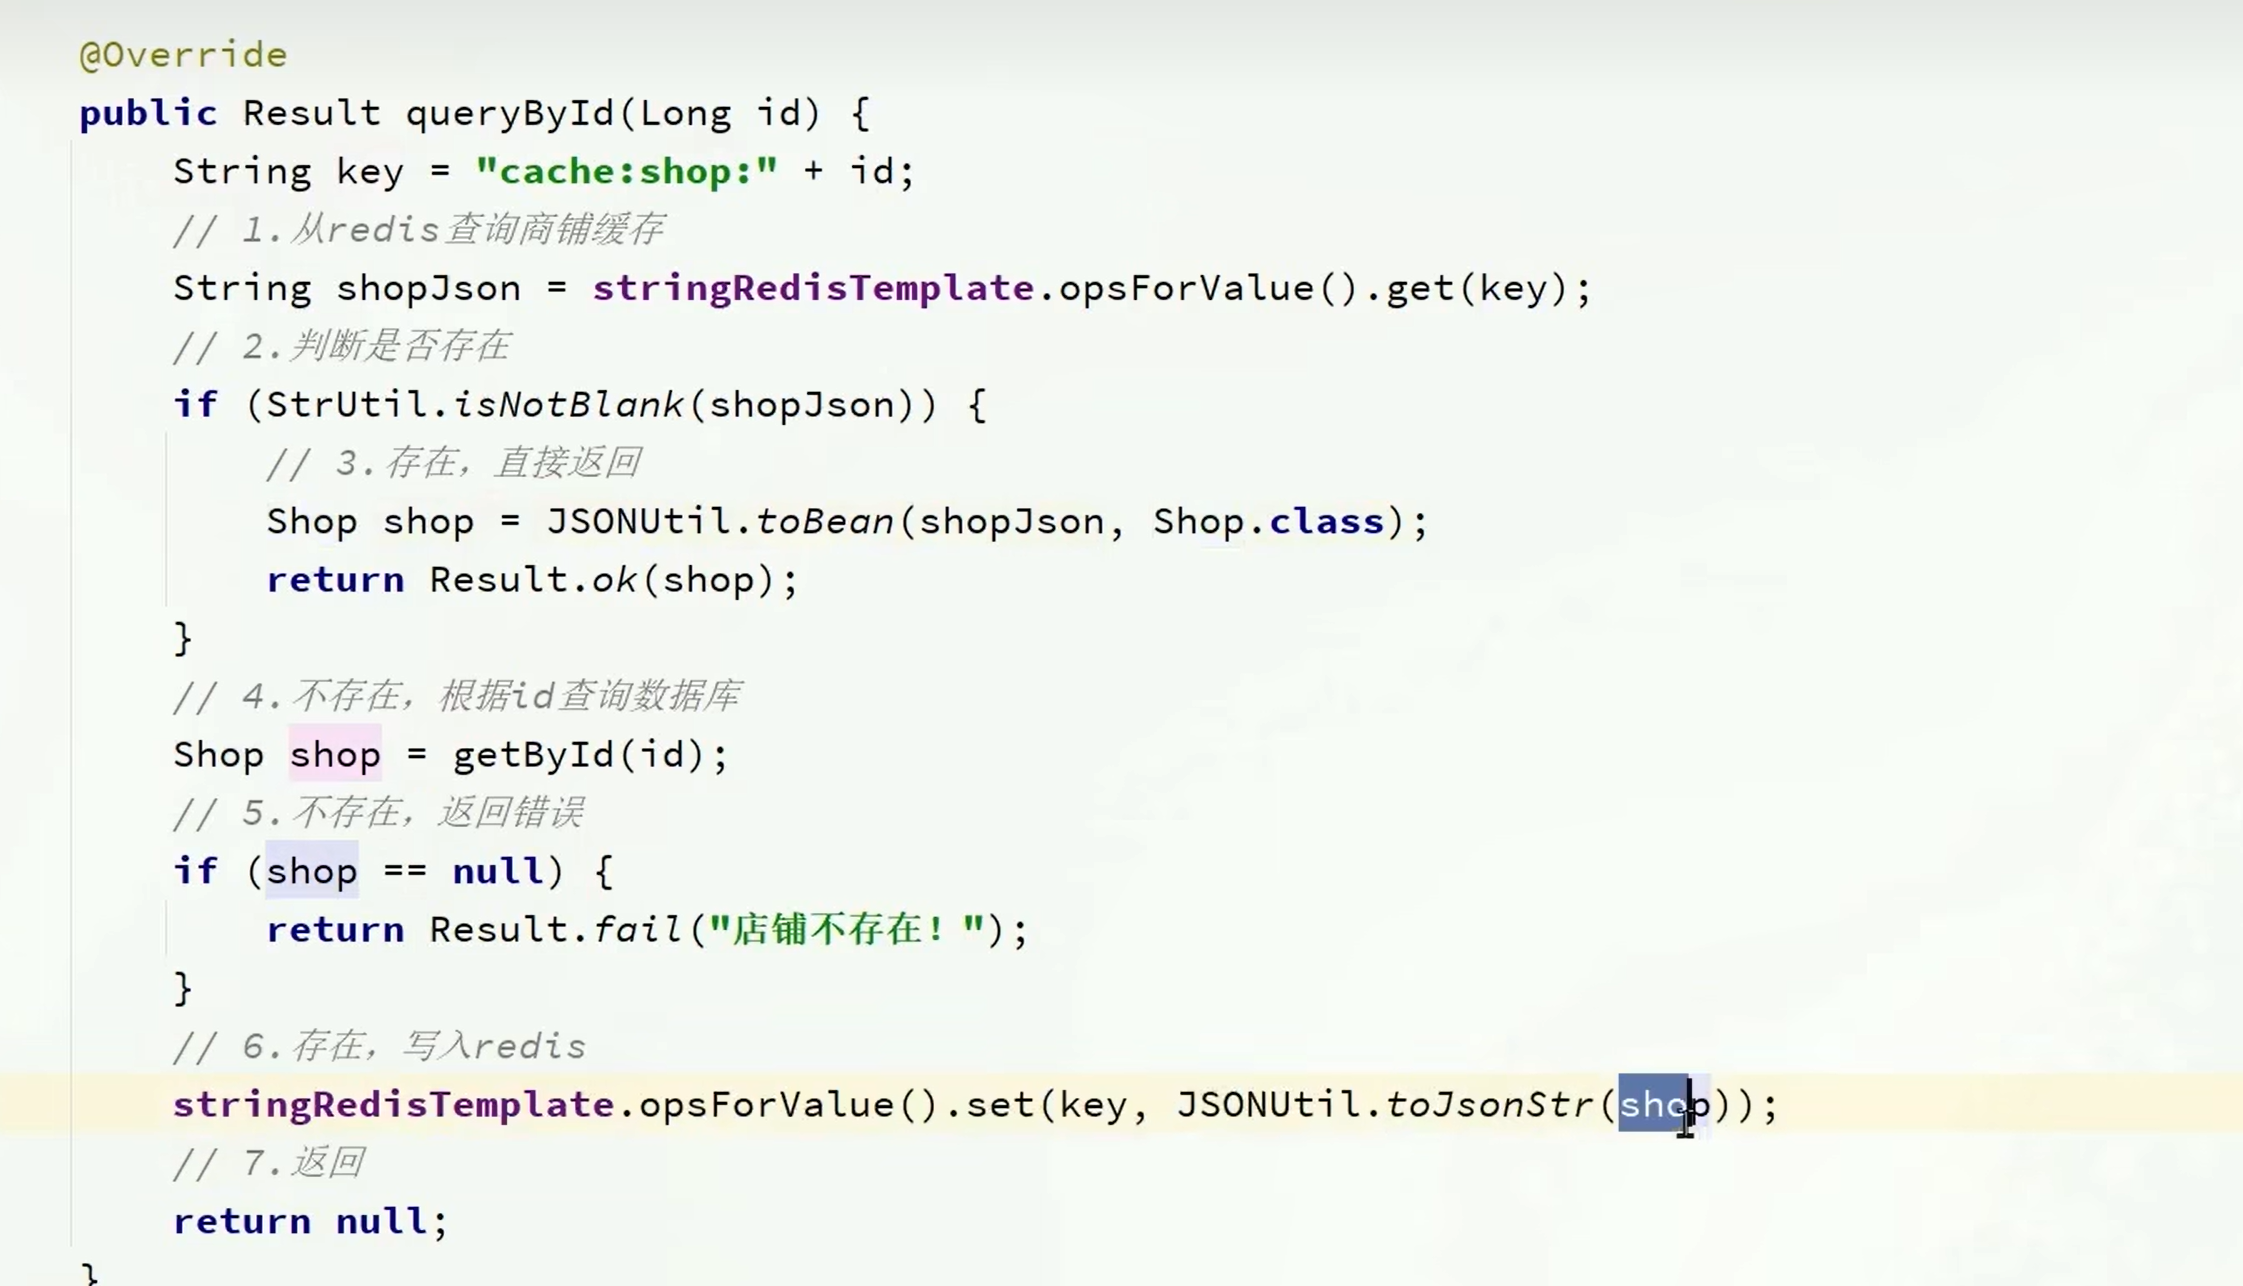 @Override
public Result queryById(Long id) {
String key = "cache:shop:" + id;
// 1.从redis查询商铺缓存
String shopJson = stringRedisTemplate.opsForValue().get(key);
// 2.判断是否存在
if (StrUtil.isNotBlank(shopJson)) {
// 3.存在，直接返回
Shop shop = JSONUtil.toBean(shopJson, Shop.class);
return Result.ok(shop);
}
// 4.不存在，根据id查询数据库
Shop shop = getById(id);
// 5.不存在，返回错误
if (shop == null) {
return Result.fail("店铺不存在！");
}
// 6.存在，写入redis
stringRedisTemplate.opsForValue().set(key, JSONUtil.toJsonStr(shop));
// 7.返回
return null;
}